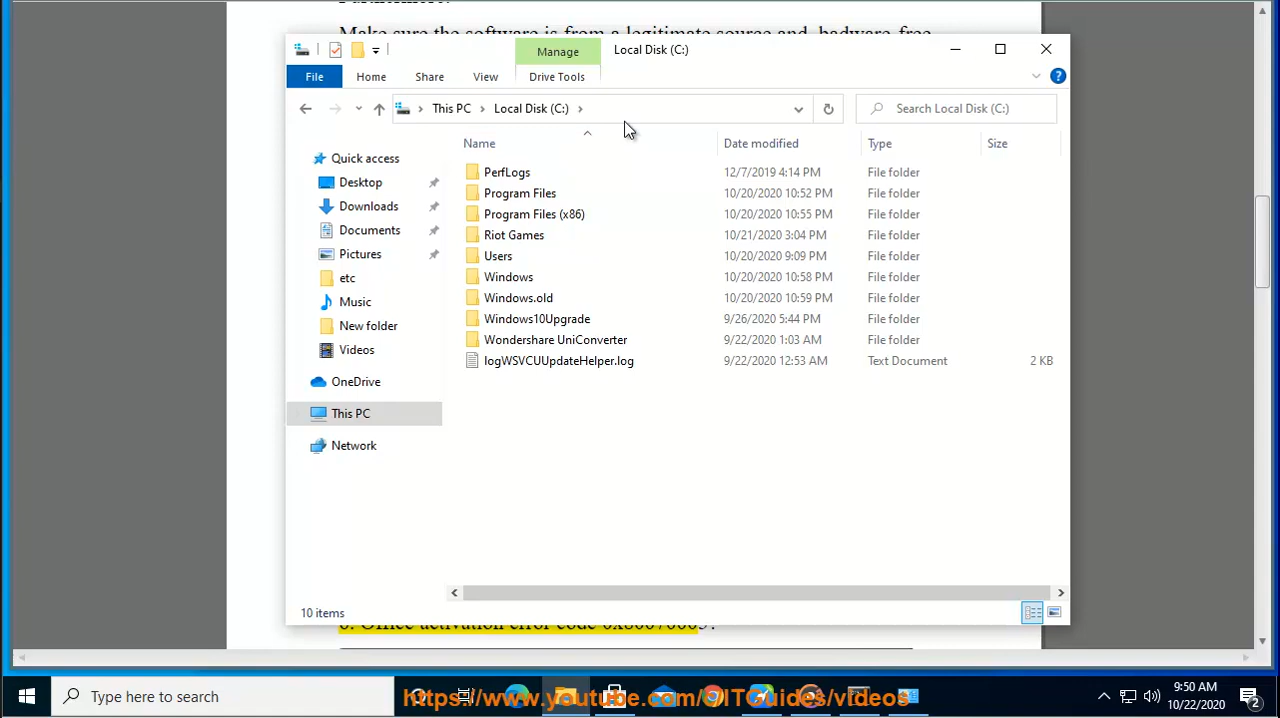 Make sure the software is from a legitimate source and badware-free
Manage
Local Disk (C:)
File
Home
Share
View
Drive Tools
This PC
Local Disk (C:)
Search Local Disk (C:)
Name
Date modified
Type
Size
Quick access
Desktop
Downloads
Documents
Pictures
etc
Music
New folder
Videos
OneDrive
This PC
Network
PerfLogs 12/7/2019 4:14 PM File folder
Program Files 10/20/2020 10:52 PM File folder
Program Files (x86) 10/20/2020 10:55 PM File folder
Riot Games 10/21/2020 3:04 PM File folder
Users 10/20/2020 9:09 PM File folder
Windows 10/20/2020 10:58 PM File folder
Windows.old 10/20/2020 10:59 PM File folder
Windows10Upgrade 9/26/2020 5:44 PM File folder
Wondershare UniConverter 9/22/2020 1:03 AM File folder
logWSVCUUpdateHelper.log 9/22/2020 12:53 AM Text Document 2 KB
10 items
Office activation error code 0x80070005?
Type here to search
https://www.youtube.com/@ITGuides/videos
9:50 AM
10/22/2020
2